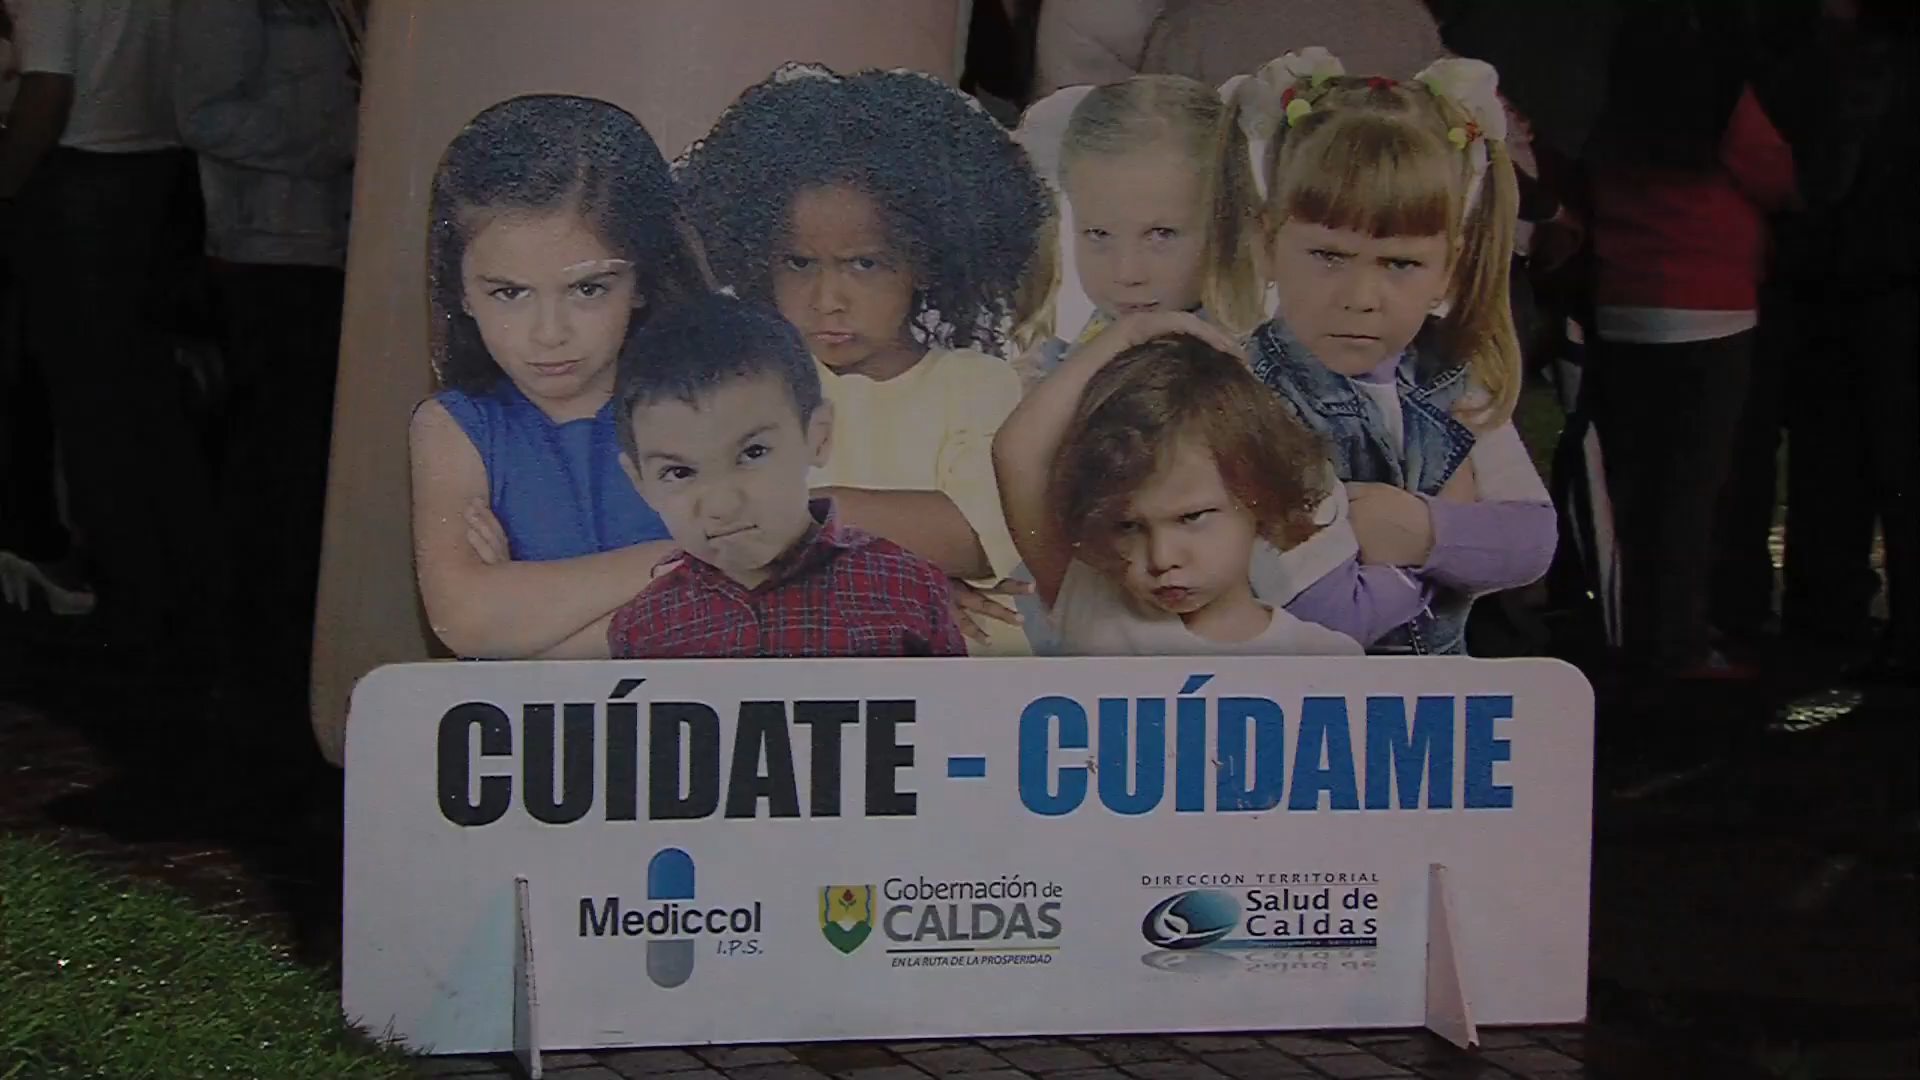 CUÍDATE - CUÍDAME
Mediccol
I.P.S.
Gobernación de
CALDAS
EN LA RUTA DE LA PROSPERIDAD
DIRECCIÓN TERRITORIAL
Salud de
Caldas